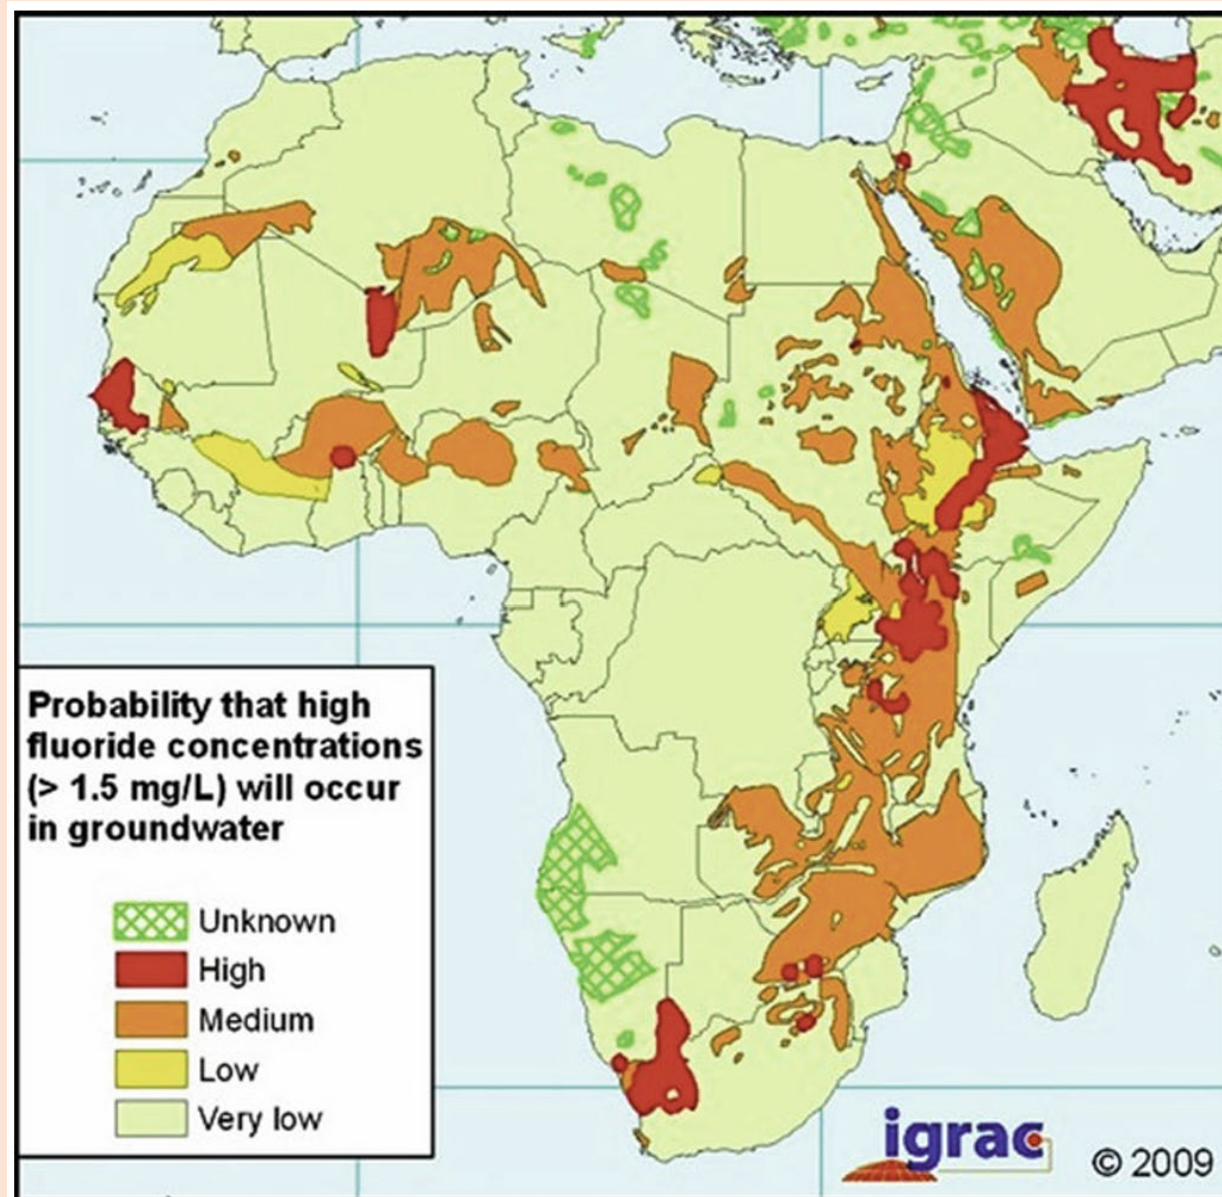 Probability that high
fluoride concentrations
(> 1.5 mg/L) will occur
in groundwater
Unknown
High
Medium
Low
Very low
igrac
© 2009